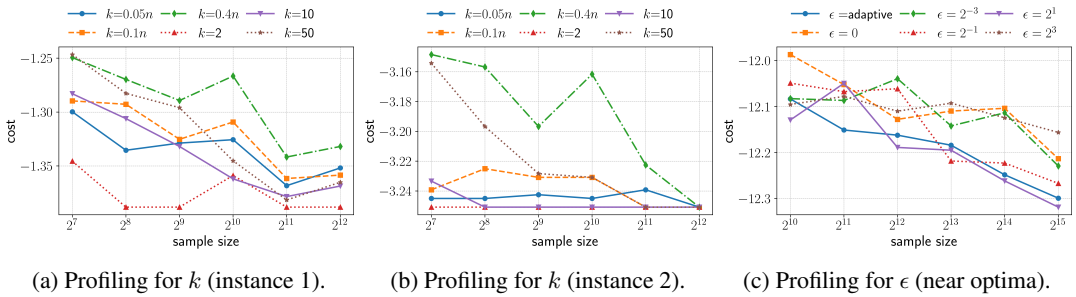 k=0.05n k=0.4n k=10
k=0.1n k=2 k=50
−1.25
−1.30
−1.35
cost
2^7 2^8 2^9 2^10 2^11 2^12
sample size
(a) Profiling for k (instance 1).
k=0.05n k=0.4n k=10
k=0.1n k=2 k=50
−3.16
−3.18
−3.20
−3.22
−3.24
cost
2^7 2^8 2^9 2^10 2^11 2^12
sample size
(b) Profiling for k (instance 2).
ϵ =adaptive ϵ = 2^−3 ϵ = 2^1
ϵ = 0 ϵ = 2^−1 ϵ = 2^3
−12.0
−12.1
−12.2
−12.3
cost
2^10 2^11 2^12 2^13 2^14 2^15
sample size
(c) Profiling for ϵ (near optima).